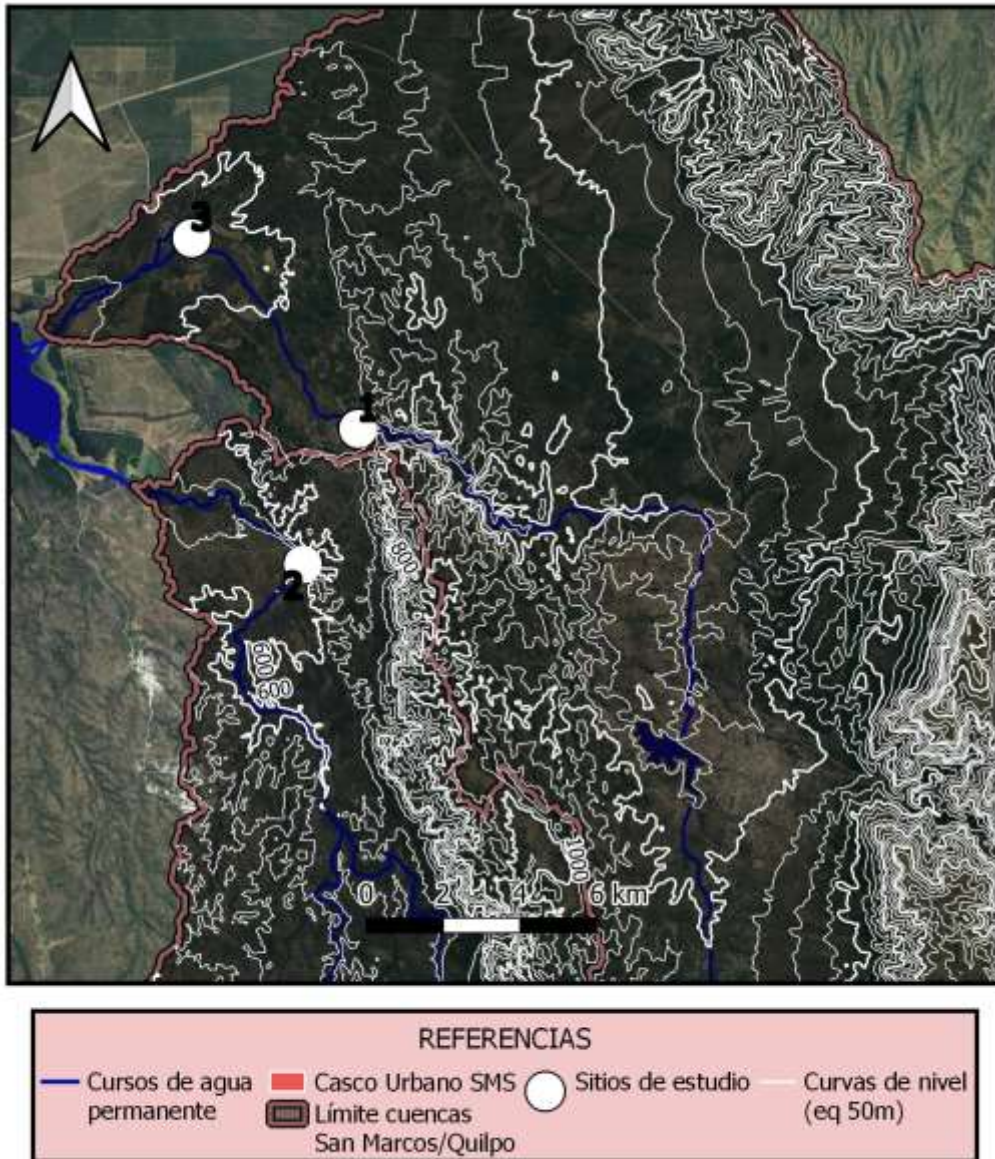 3
1
800
2
600
600
1000
0 2 4 6 km
REFERENCIAS
Cursos de agua permanente
Casco Urbano SMS
Límite cuencas San Marcos/Quilpo
Sitios de estudio
Curvas de nivel (eq 50m)